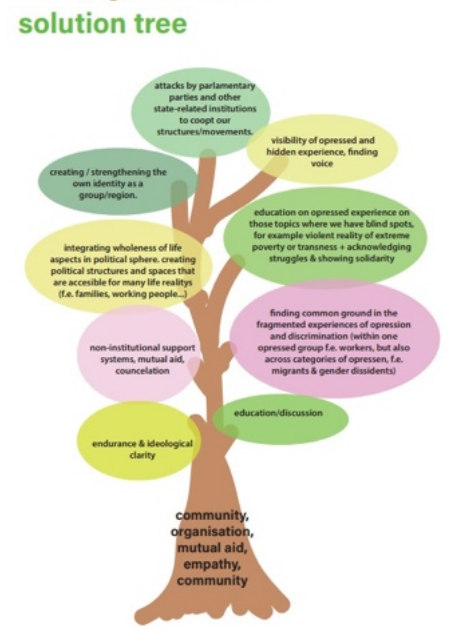 solution tree
attacks by parlamentary
parties and other
state-related institutions
to coopt our
structures/movements.
visibility of opressed and
hidden experience, finding
voice
creating / strengthening the
own identity as a
group/region.
education on opressed experience on
those topics where we have blind spots,
for example violent reality of extreme
poverty or transness + acknowledging
struggles & showing solidarity
integrating wholeness of life
aspects in political sphere. creating
political structures and spaces that
are accesible for many life realitys
(f.e. families, working people...)
finding common ground in the
fragmented experiences of opression
and discrimination (within one
opressed group f.e. workers, but also
across categories of opressen, f.e.
migrants & gender dissidents)
non-institutional support
systems, mutual aid,
councelation
education/discussion
endurance & ideological
clarity
community,
organisation,
mutual aid,
empathy,
community